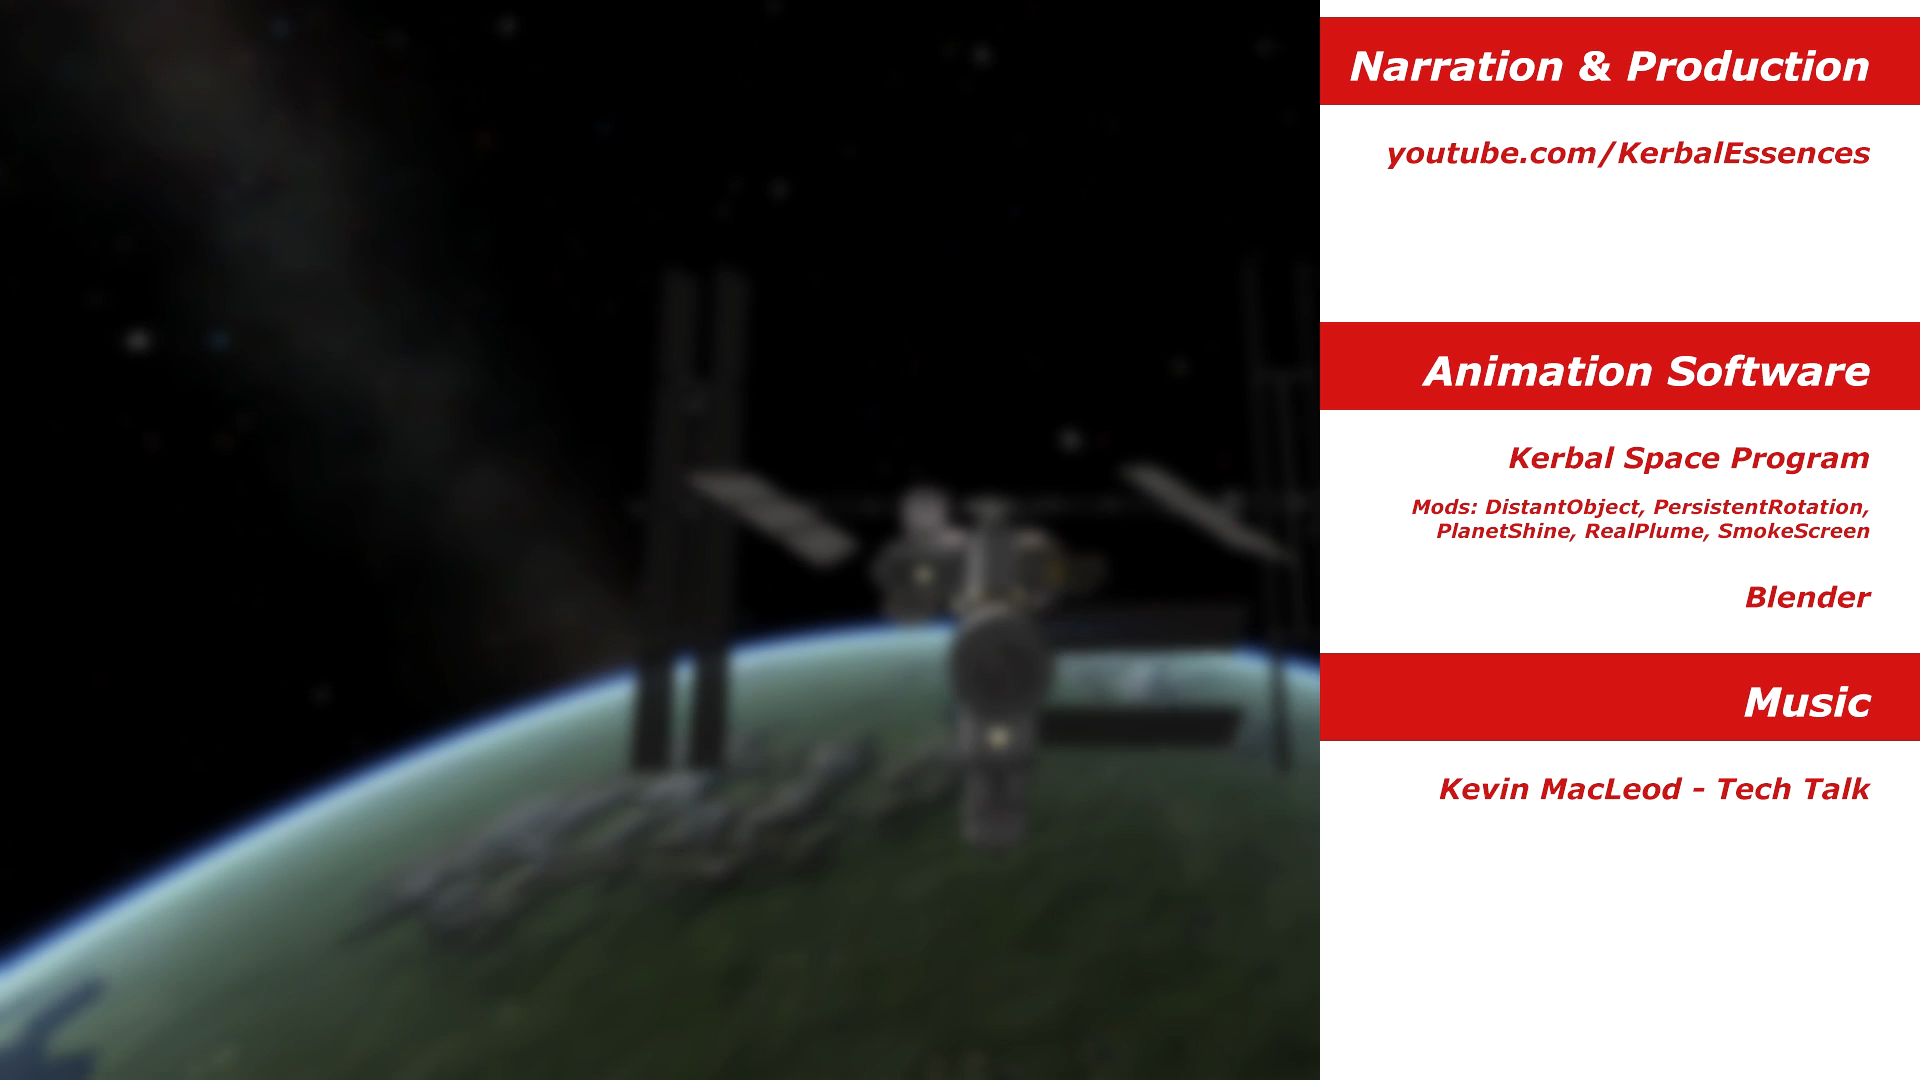 Narration & Production
youtube.com/KerbalEssences
Animation Software
Kerbal Space Program
Mods: DistantObject, PersistentRotation,
PlanetShine, RealPlume, SmokeScreen
Blender
Music
Kevin MacLeod - Tech Talk